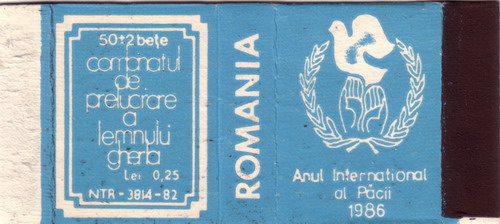 50+2 bețe
combinatul
de
prelucrare
a
lemnului
gherla
Lei 0,25
NTR - 3814 - 82
ROMANIA
Anul Internațional
al Păcii
1986